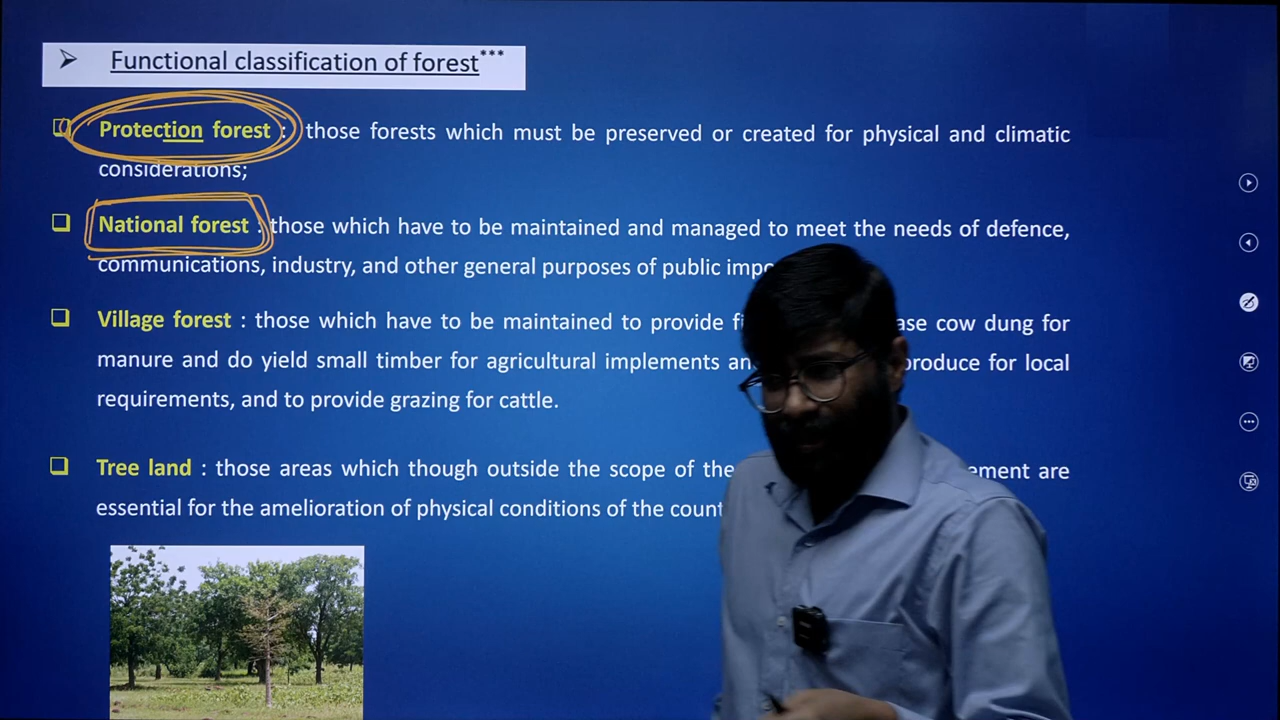 Functional classification of forest***
Protection forest : those forests which must be preserved or created for physical and climatic
considerations;
National forest : those which have to be maintained and managed to meet the needs of defence,
communications, industry, and other general purposes of public
Village forest : those which have to be maintained to provide cow dung for
manure and do yield small timber for agricultural implements produce for local
requirements, and to provide grazing for cattle.
Tree land : those areas which though outside the scope of the are
essential for the amelioration of physical conditions of the